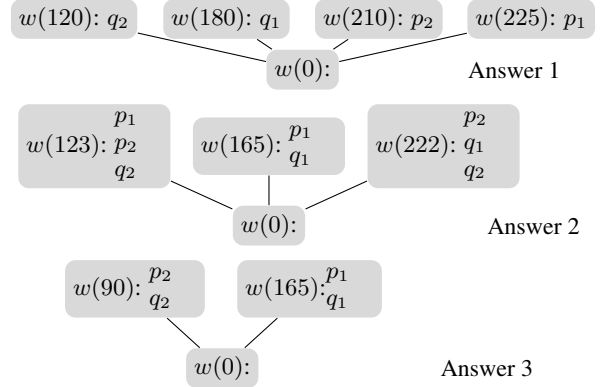 w(120): q₂ w(180): q₁ w(210): p₂ w(225): p₁
w(0):
Answer 1
p₁ p₁ p₂
w(123): p₂ w(165): q₁ w(222): q₁
q₂ q₂
w(0):
Answer 2
w(90): p₂ w(165): p₁
q₂ q₁
w(0):
Answer 3